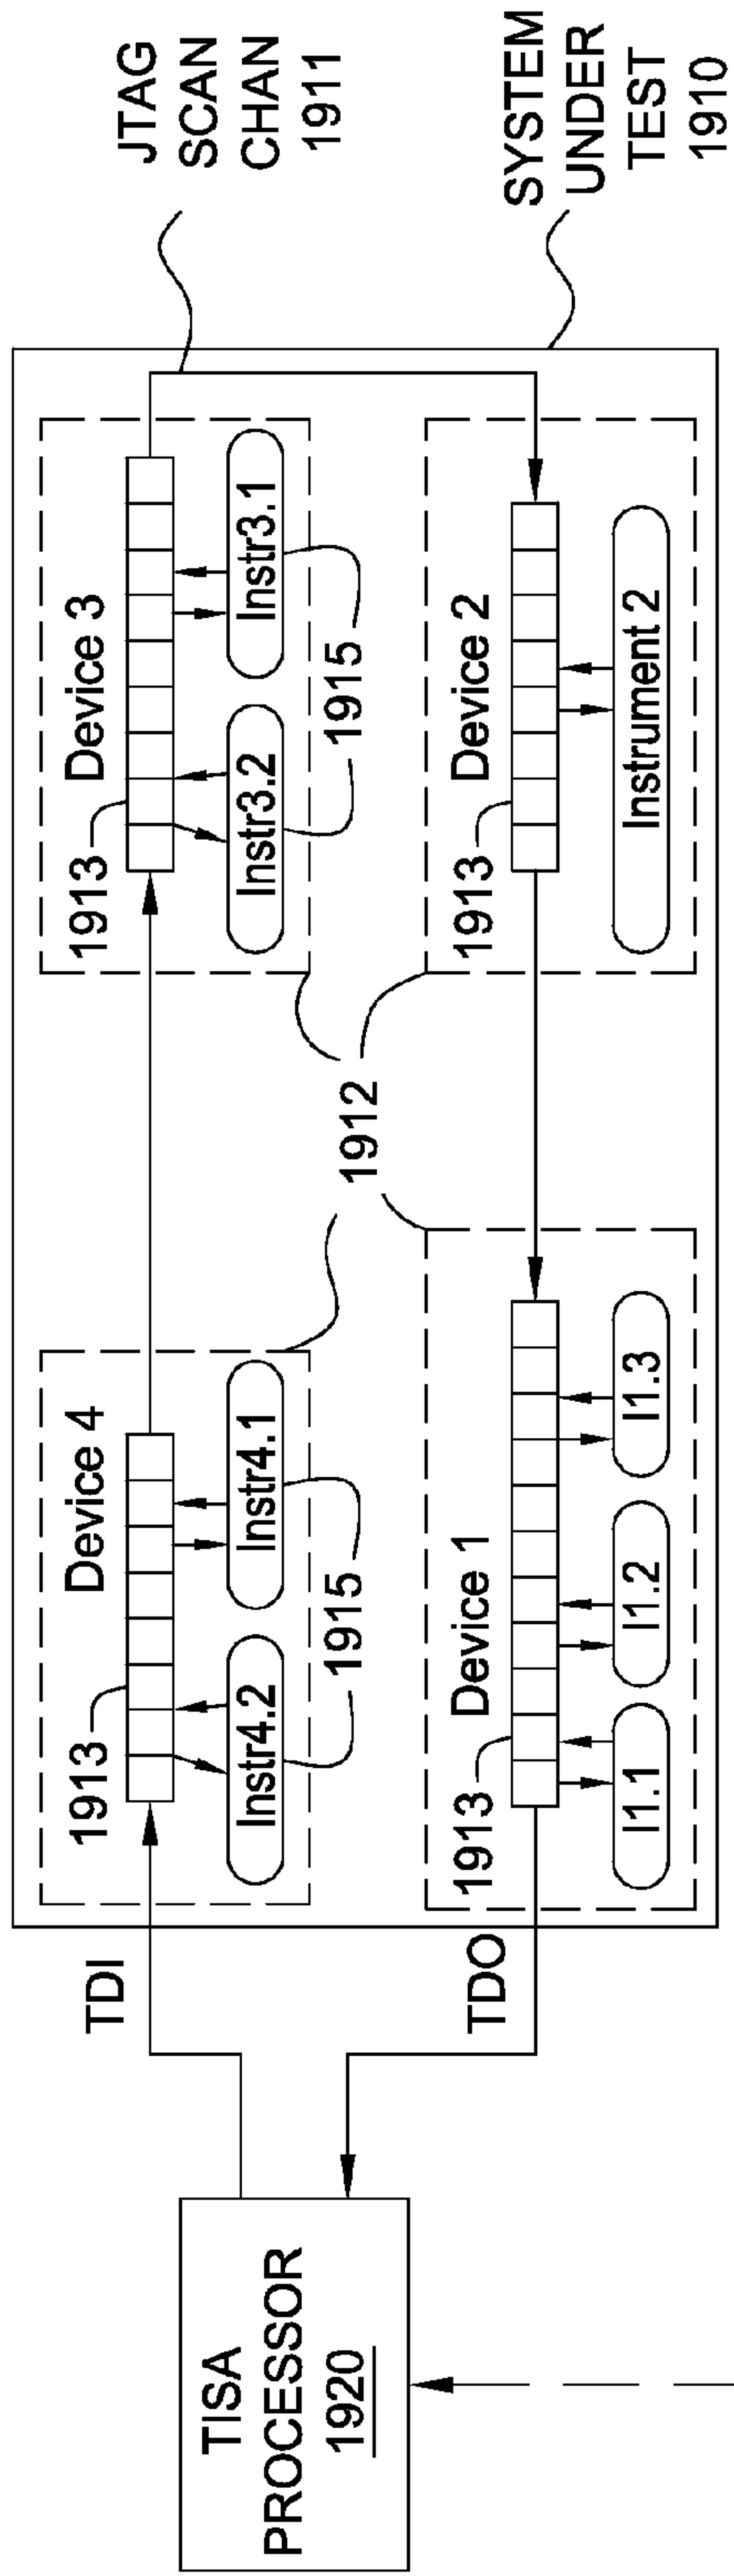 JTAG
SCAN
CHAN
1911
SYSTEM
UNDER
TEST
1910
TDI
1913
Device 4
Instr4.2
Instr4.1
1915
1913
Device 3
Instr3.2
Instr3.1
1915
1912
TISA
PROCESSOR
1920
TDO
1913
Device 1
I1.1
I1.2
I1.3
1913
Device 2
Instrument 2